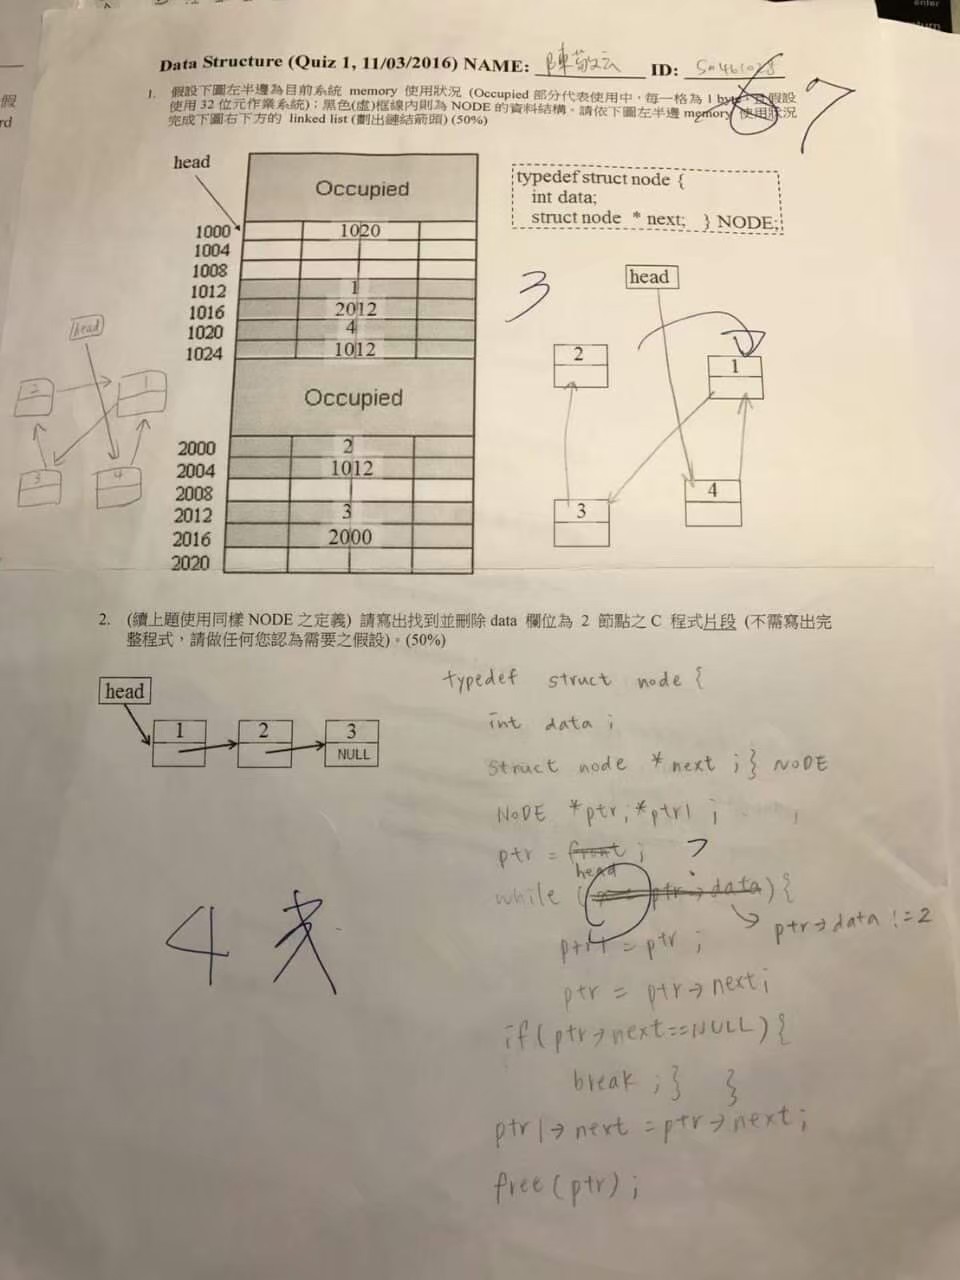 Data Structure (Quiz 1, 11/03/2016) NAME: 陳敬云 ID:
7
1. 假設下圖左半邊為目前系統 memory 使用狀況 (Occupied 部分代表使用中，每一格為 1 byte，且假設
使用 32 位元作業系統)；黑色(虛)框線內則為 NODE 的資料結構。請依下圖左半邊 memory 使用狀況
完成下圖右下方的 linked list (劃出鏈結箭頭) (50%)
head
Occupied
1000 1020
1004
1008
1012 1
1016 2012
1020 4
1024 1012
Occupied
2000 2
2004 1012
2008
2012 3
2016 2000
2020
typedef struct node {
int data;
struct node * next; } NODE;
3
head
2
1
3
4
head
2
1
3
4
2. (續上題使用同樣 NODE 之定義) 請寫出找到並刪除 data 欄位為 2 節點之 C 程式片段 (不需寫出完
整程式，請做任何您認為需要之假設)。(50%)
head
1 2 3
NULL
4
typedef struct node {
int data ;
struct node *next ; } NODE
NODE *ptr ; *ptr1 ;
ptr = front ; ?
head
while ( ptr→data ) {
ptr→data != 2
ptr1 = ptr ;
ptr = ptr→next ;
if ( ptr→next == NULL ) {
break ; } }
ptr1→next = ptr→next ;
free ( ptr ) ;